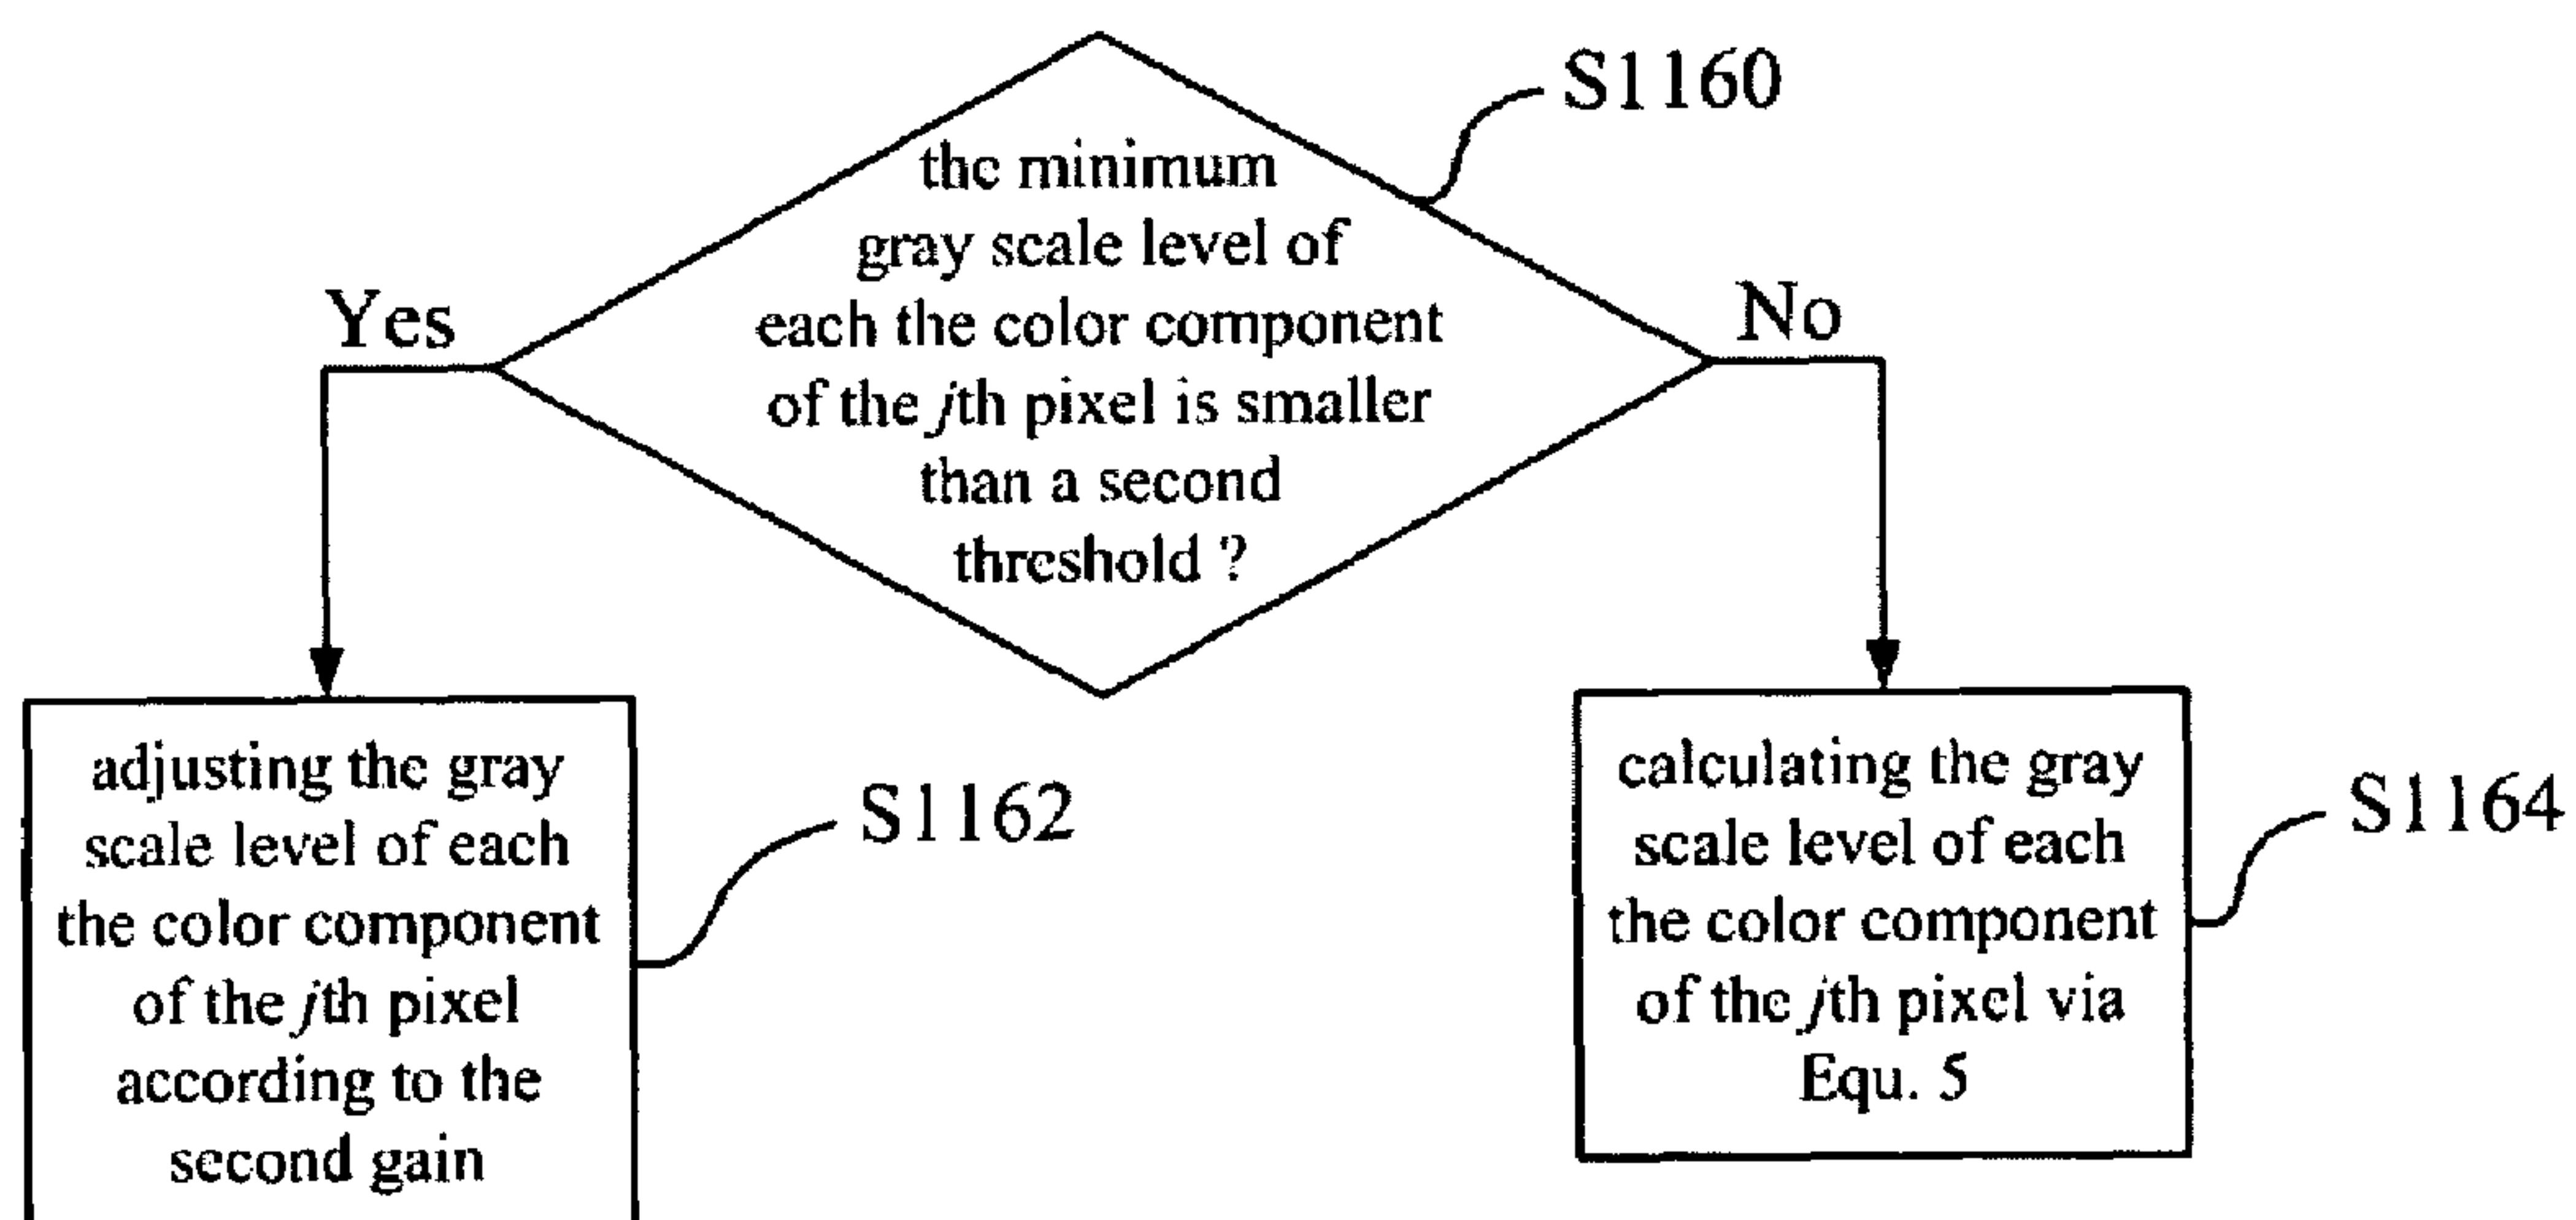 S1160
the minimum
gray scale level of
each the color component
of the jth pixel is smaller
than a second
threshold ?
Yes
No
adjusting the gray
scale level of each
the color component
of the jth pixel
according to the
second gain
S1162
calculating the gray
scale level of each
the color component
of the jth pixel via
Equ. 5
S1164